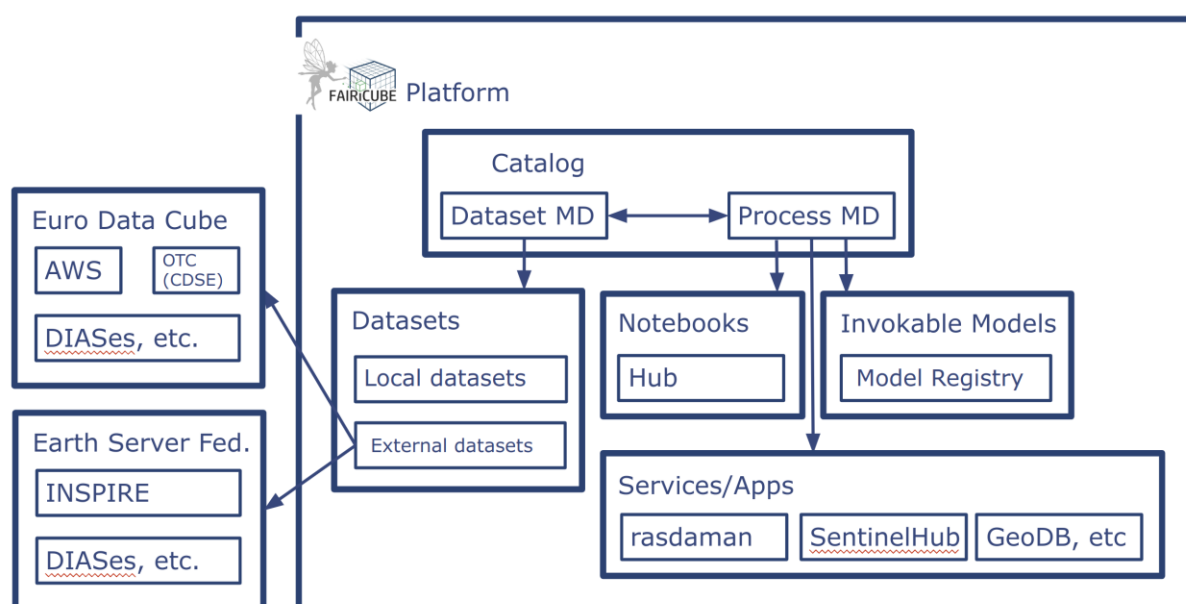 FAIRiCUBE Platform
Catalog
Dataset MD
Process MD
Euro Data Cube
AWS
OTC
(CDSE)
DIASes, etc.
Earth Server Fed.
INSPIRE
DIASes, etc.
Datasets
Local datasets
External datasets
Notebooks
Hub
Invokable Models
Model Registry
Services/Apps
rasdaman
SentinelHub
GeoDB, etc